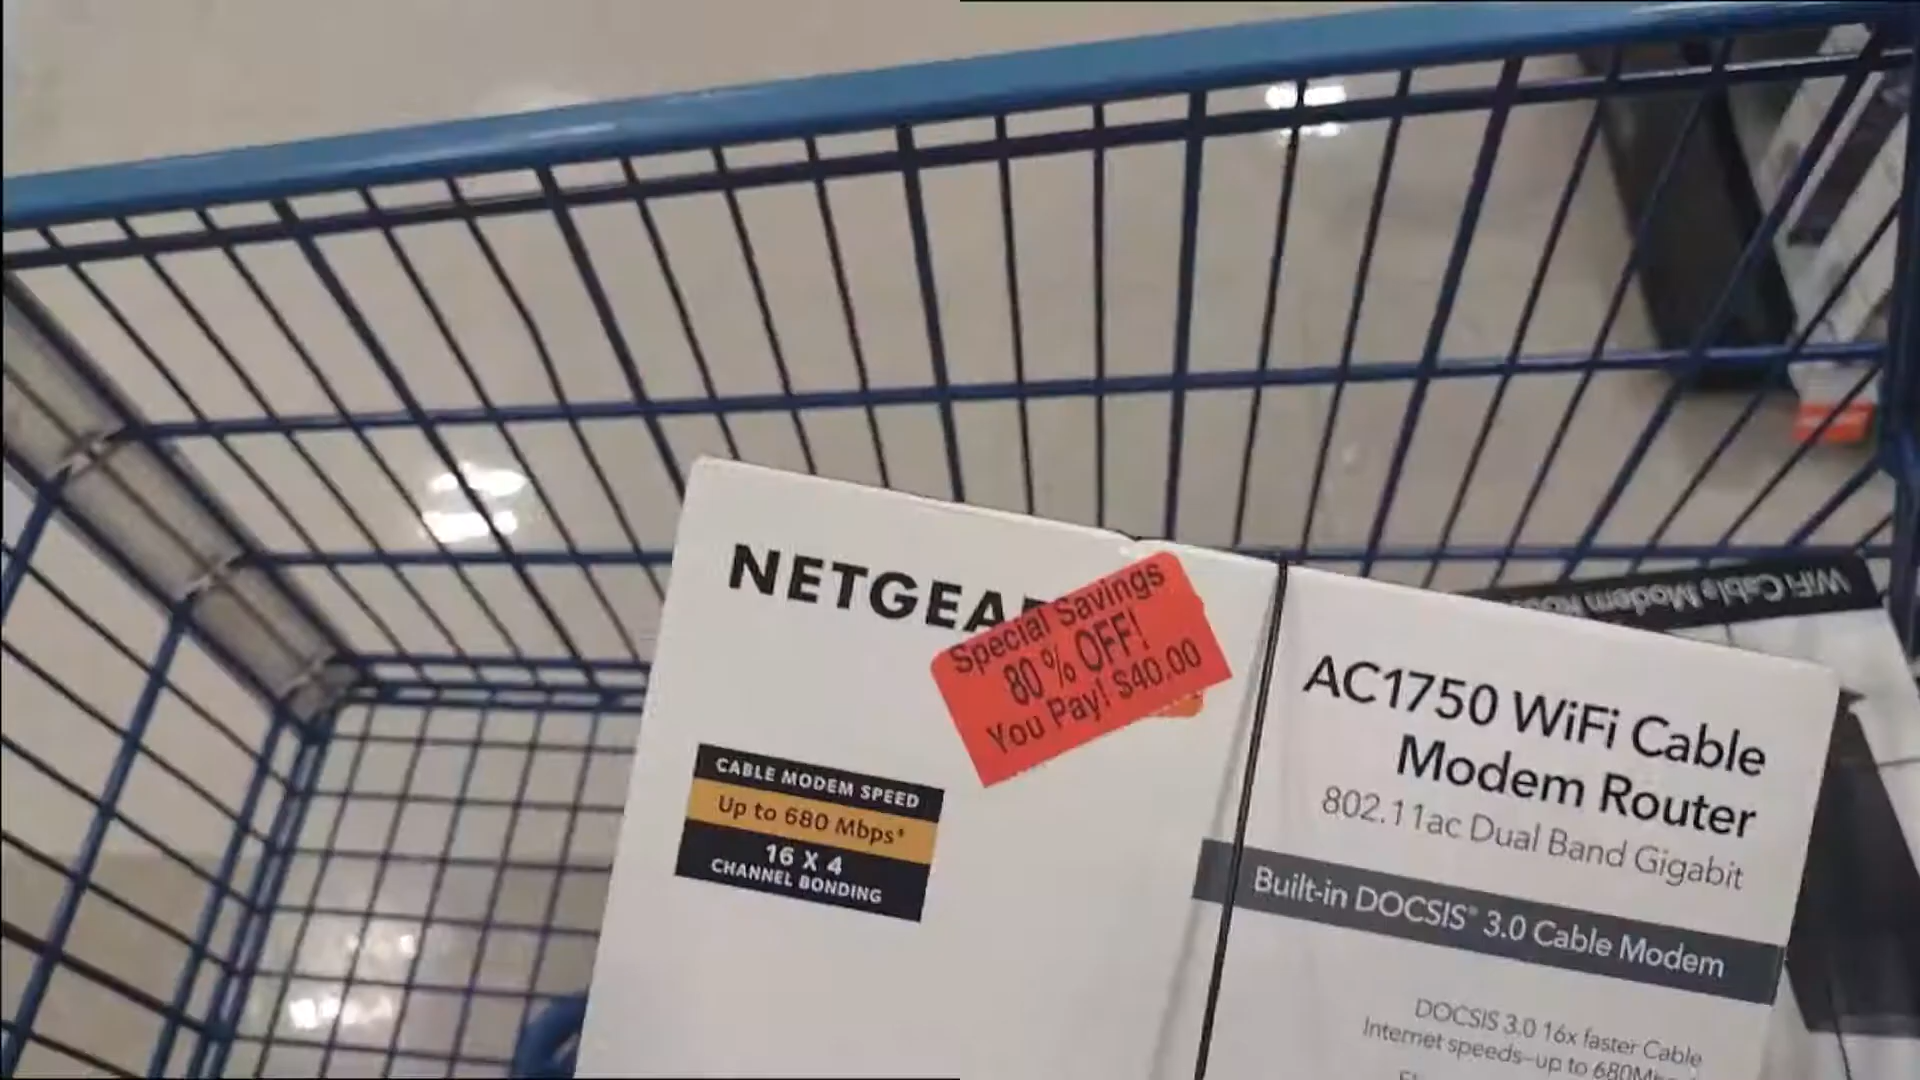 NETGEA
Special Savings
80 % OFF!
You Pay! $40.00
CABLE MODEM SPEED
Up to 680 Mbps*
16 X 4
CHANNEL BONDING
WiFi Cable Modem
AC1750 WiFi Cable
Modem Router
802.11ac Dual Band Gigabit
Built-in DOCSIS® 3.0 Cable Modem
DOCSIS 3.0 16x faster Cable
Internet speeds–up to 680Mb